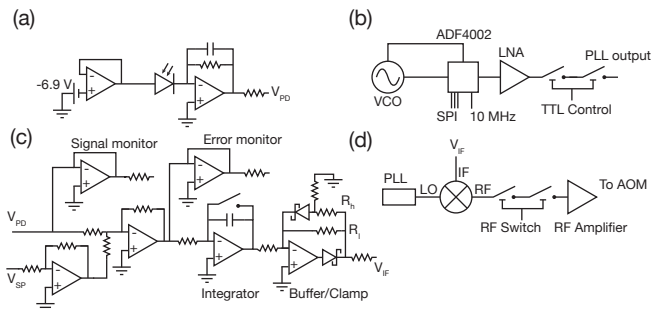 (a)
-6.9 V
V_PD
(b)
ADF4002
LNA
PLL output
VCO
SPI
10 MHz
TTL Control
(c)
Signal monitor
Error monitor
V_PD
V_SP
Integrator
R_h
R_l
V_IF
Buffer/Clamp
(d)
V_IF
PLL
LO
IF
RF
To AOM
RF Switch
RF Amplifier